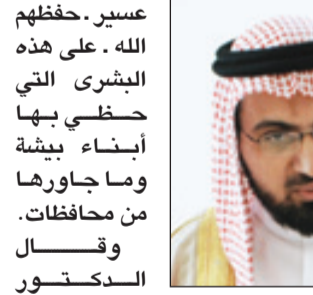 عسير. حفظهم
الله. على هذه
البشرى التي
حظي بها
أبناء بيشة
وما جاورها
من محافظات.
وقال
الدكتور